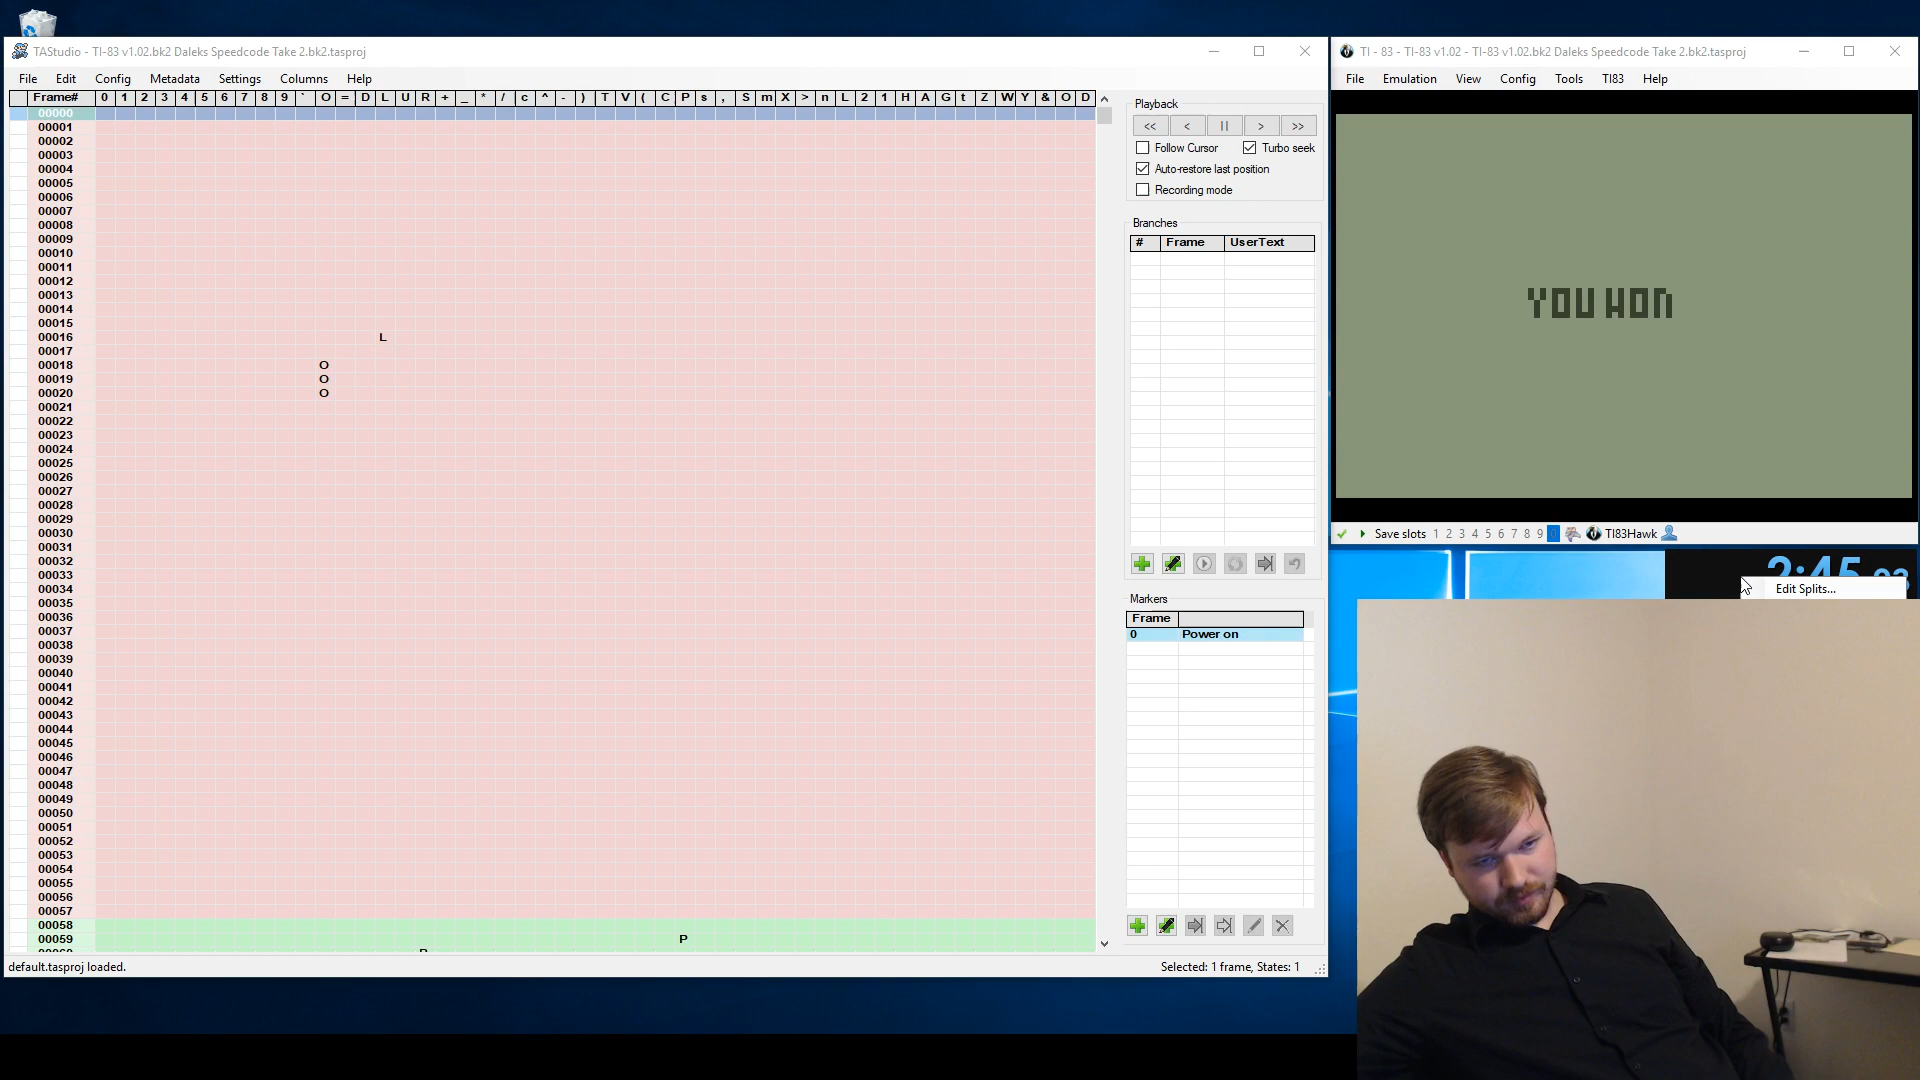 TAStudio - TI-83 v1.02.bk2 Daleks Speedcode Take 2.bk2.tasproj
File Edit Config Metadata Settings Columns Help
Frame# 0 1 2 3 4 5 6 7 8 9 ` O = D L U R + _ * / c ^ - ) T V ( C P s , S m X > n L 2 1 H A G t Z W Y & O D
00000
00001
00002
00003
00004
00005
00006
00007
00008
00009
00010
00011
00012
00013
00014
00015
00016 L
00017
00018 O
00019 O
00020 O
00021
00022
00023
00024
00025
00026
00027
00028
00029
00030
00031
00032
00033
00034
00035
00036
00037
00038
00039
00040
00041
00042
00043
00044
00045
00046
00047
00048
00049
00050
00051
00052
00053
00054
00055
00056
00057
00058
00059 P
default.tasproj loaded.
Selected: 1 frame, States: 1
Playback
<< < || > >>
Follow Cursor Turbo seek
Auto-restore last position
Recording mode
Branches
# Frame UserText
Markers
Frame
0 Power on
TI - 83 - TI-83 v1.02 - TI-83 v1.02.bk2 Daleks Speedcode Take 2.bk2.tasproj
File Emulation View Config Tools TI83 Help
YOU WON
Save slots 1 2 3 4 5 6 7 8 9 TI83Hawk
2:45
Edit Splits...